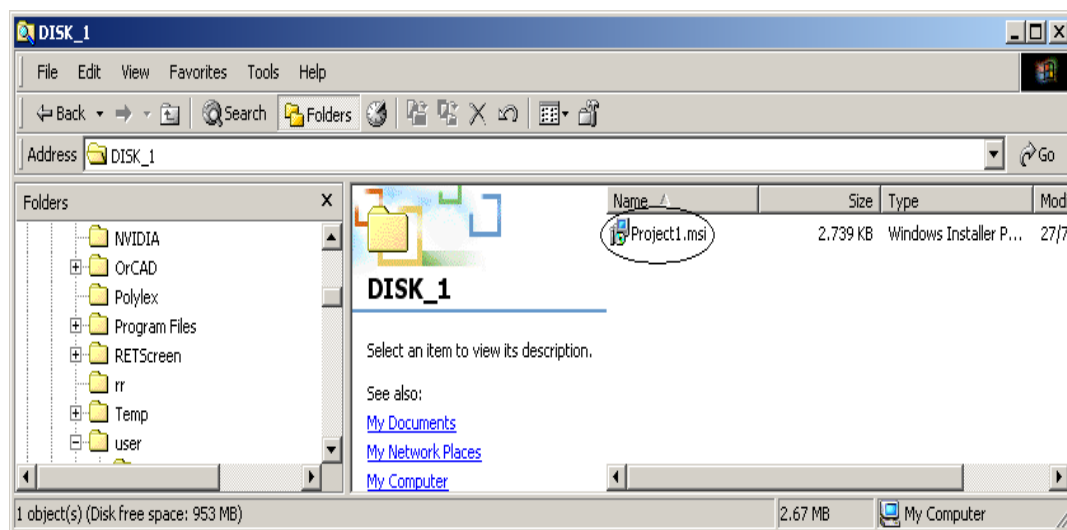 DISK_1
File Edit View Favorites Tools Help
Back Search Folders
Address DISK_1 Go
Folders X
NVIDIA
OrCAD
Polylex
Program Files
RETScreen
rr
Temp
user
DISK_1
Select an item to view its description.
See also:
My Documents
My Network Places
My Computer
Name Size Type Mod
Project1.msi 2.739 KB Windows Installer P... 27/7
1 object(s) (Disk free space: 953 MB) 2.67 MB My Computer